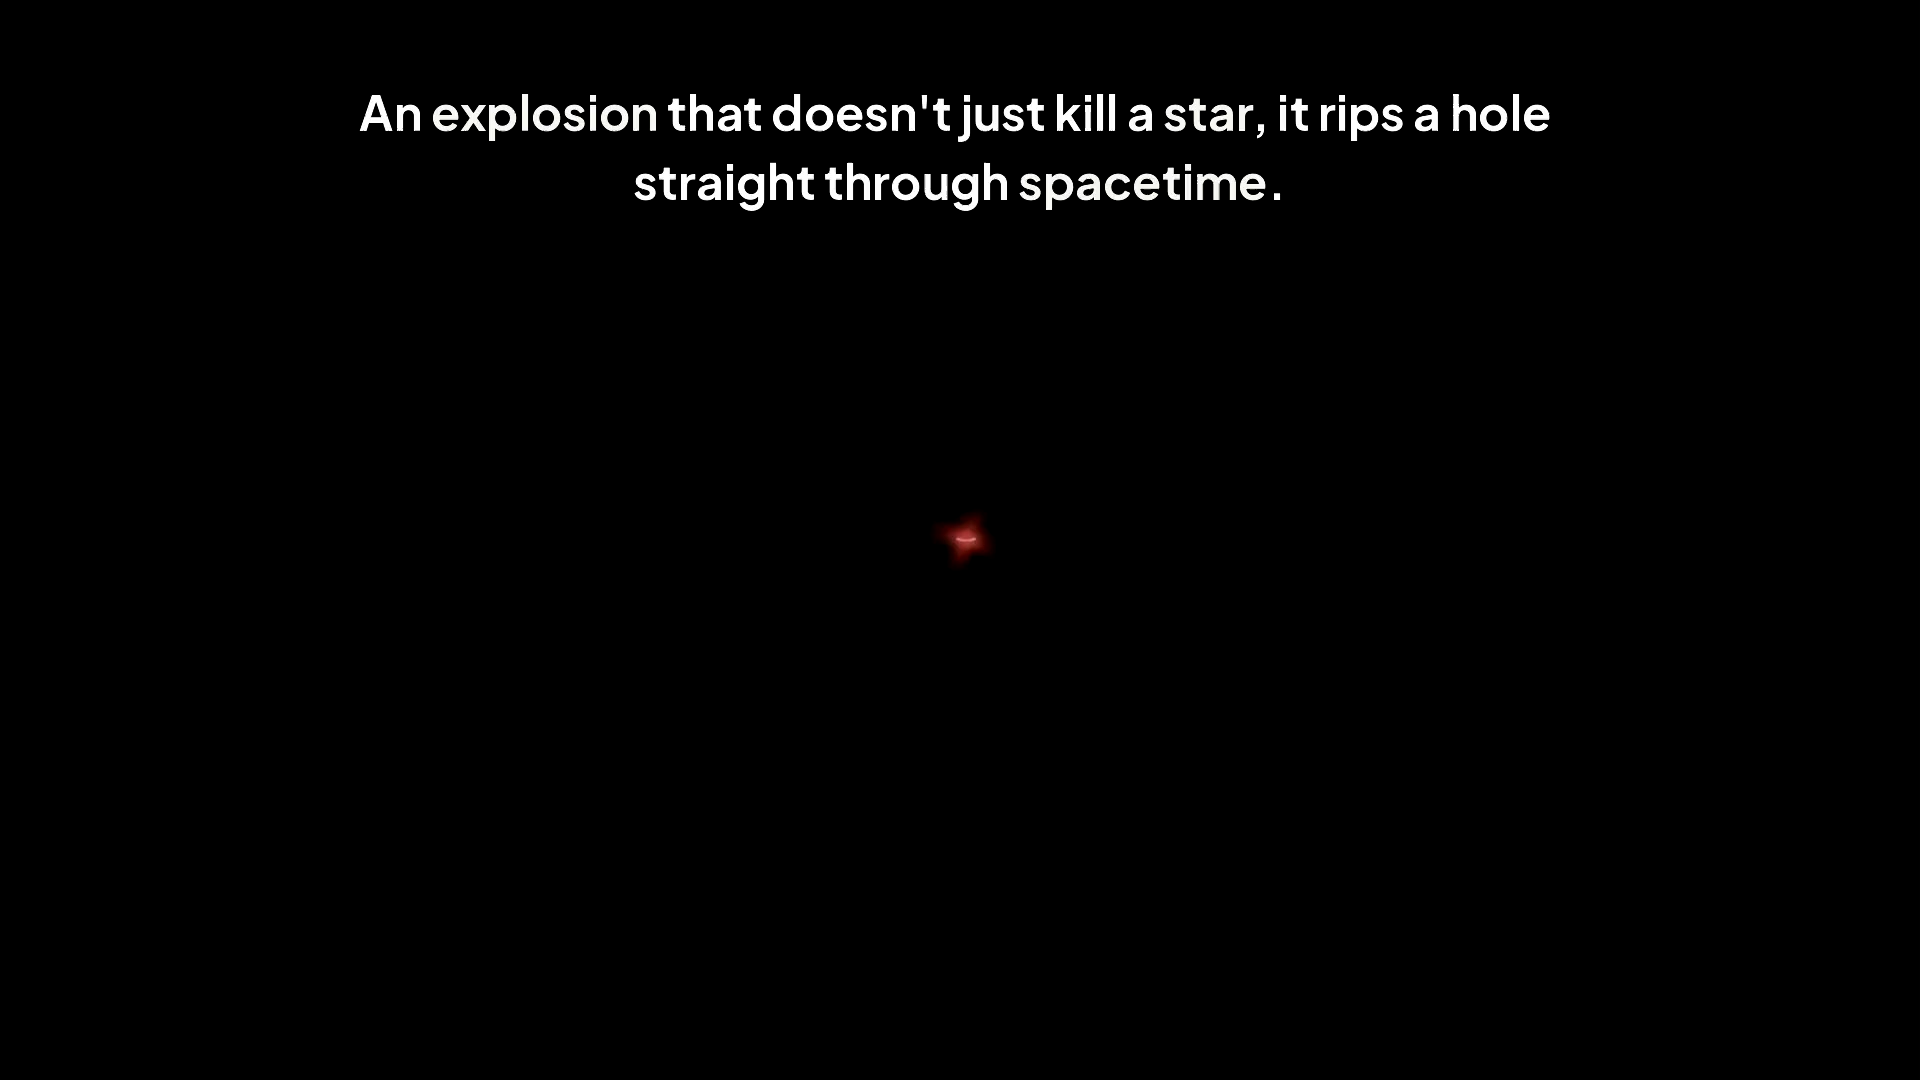 An explosion that doesn't just kill a star, it rips a hole
straight through spacetime.